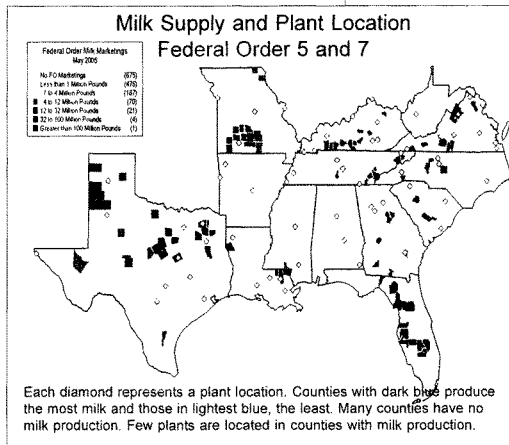 Milk Supply and Plant Location
Federal Order 5 and 7
Federal Order Milk Marketings
May 2005
No FO Marketings (675)
Less than 1 Million Pounds (476)
1 to 4 Million Pounds (187)
4 to 12 Million Pounds (70)
12 to 32 Million Pounds (21)
32 to 100 Million Pounds (4)
Greater than 100 Million Pounds (1)
Each diamond represents a plant location. Counties with dark blue produce
the most milk and those in lightest blue, the least. Many counties have no
milk production. Few plants are located in counties with milk production.